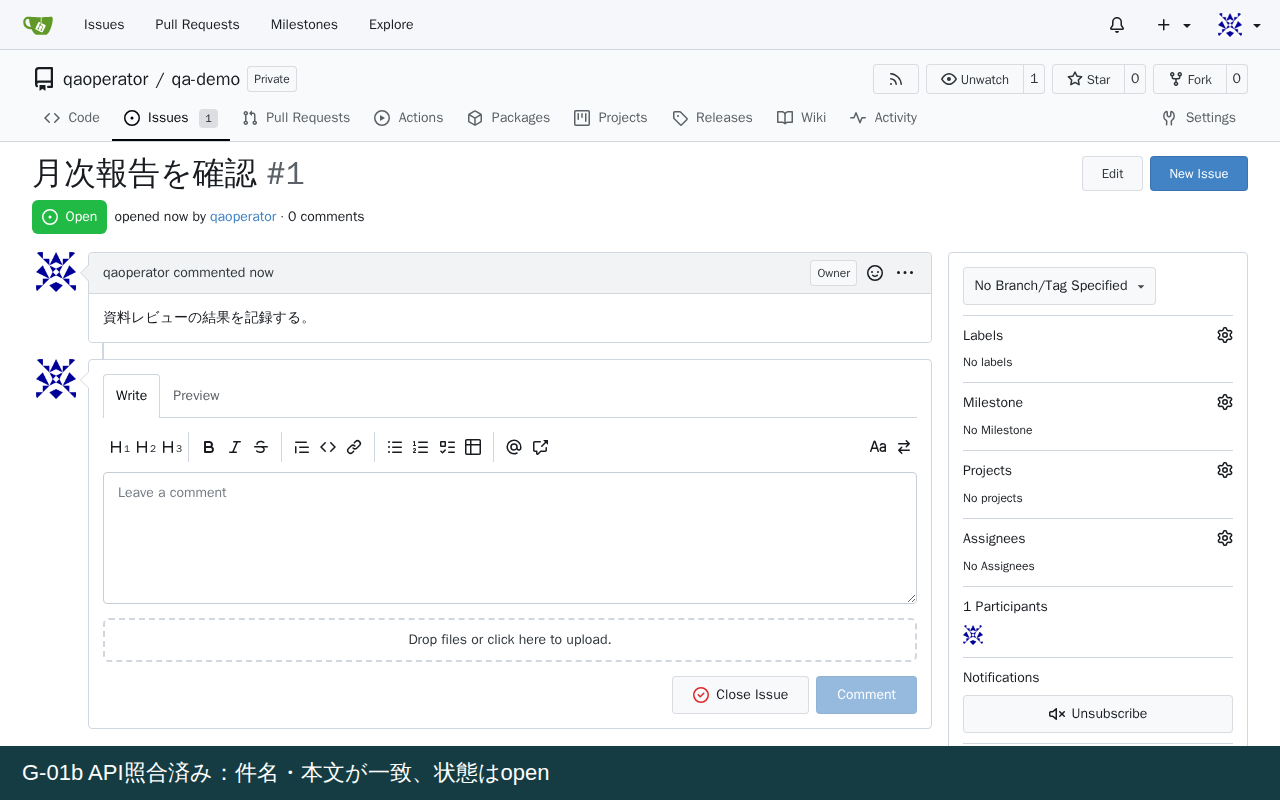 Issues Pull Requests Milestones Explore
qaoperator / qa-demo Private
Unwatch 1 Star 0 Fork 0
Code Issues 1 Pull Requests Actions Packages Projects Releases Wiki Activity Settings
月次報告を確認 #1
Edit New Issue
Open opened now by qaoperator · 0 comments
qaoperator commented now Owner
資料レビューの結果を記録する。
Write Preview
H1 H2 H3 Aa
Leave a comment
Drop files or click here to upload.
Close Issue Comment
No Branch/Tag Specified
Labels
No labels
Milestone
No Milestone
Projects
No projects
Assignees
No Assignees
1 Participants
Notifications
Unsubscribe
G-01b API照合済み：件名・本文が一致、状態はopen